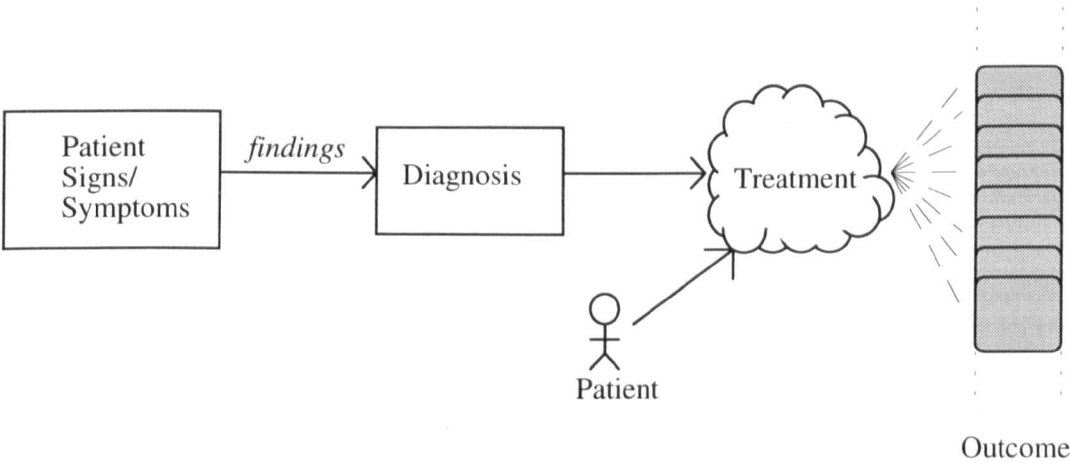 Patient
Signs/
Symptoms
findings
Diagnosis
Treatment
Patient
Outcome